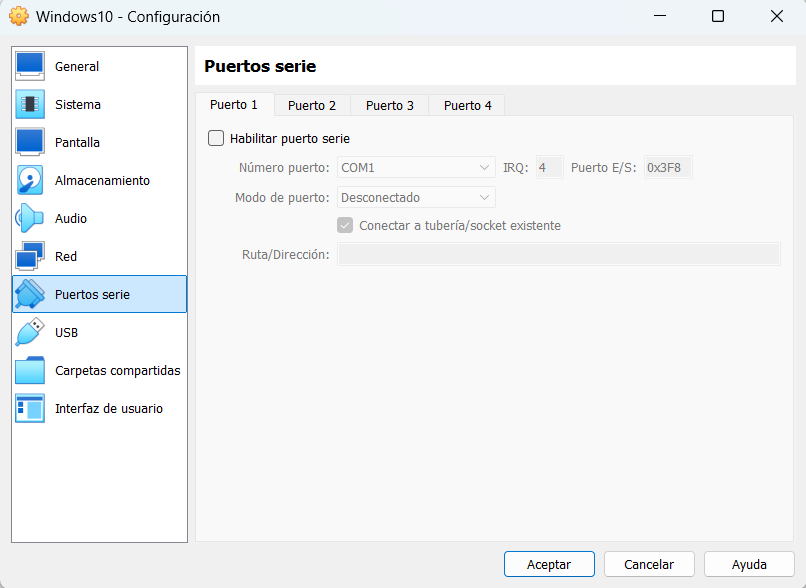 Windows10 - Configuración
General
Sistema
Pantalla
Almacenamiento
Audio
Red
Puertos serie
USB
Carpetas compartidas
Interfaz de usuario
Puertos serie
Puerto 1 Puerto 2 Puerto 3 Puerto 4
Habilitar puerto serie
Número puerto: COM1 IRQ: 4 Puerto E/S: 0x3F8
Modo de puerto: Desconectado
Conectar a tubería/socket existente
Ruta/Dirección:
Aceptar Cancelar Ayuda